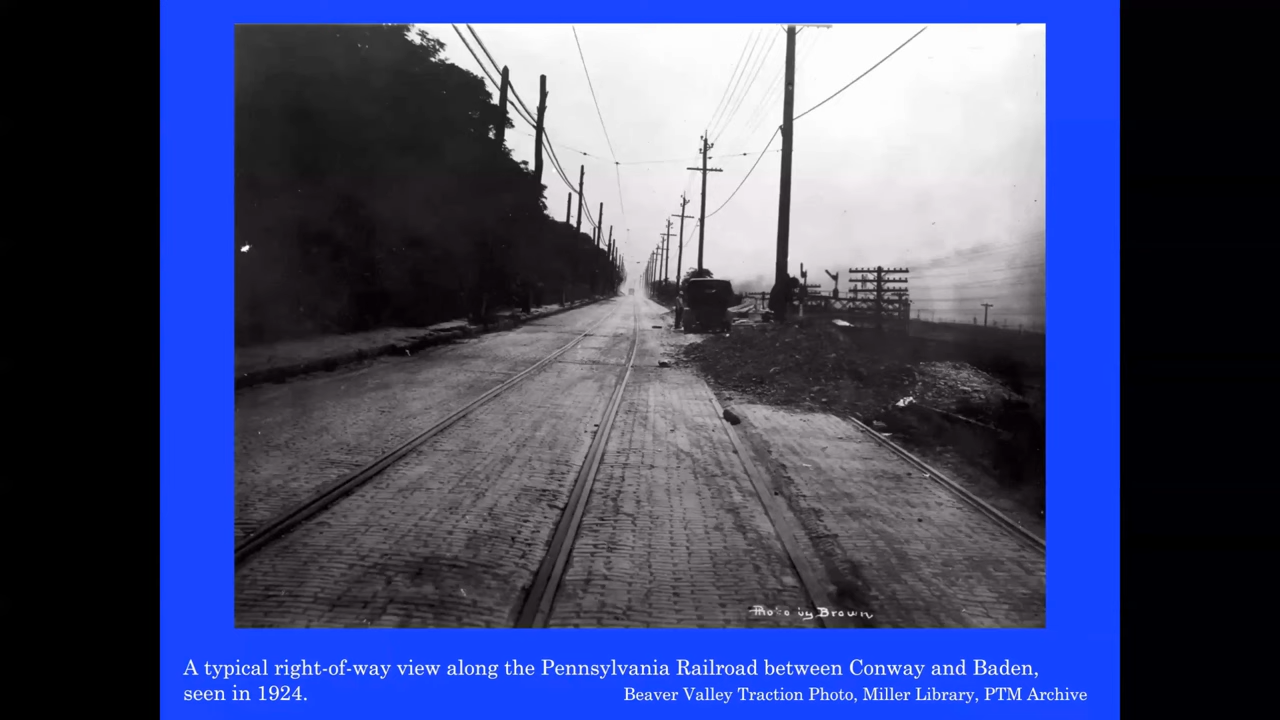 Photo by Brown
A typical right-of-way view along the Pennsylvania Railroad between Conway and Baden,
seen in 1924.
Beaver Valley Traction Photo, Miller Library, PTM Archive